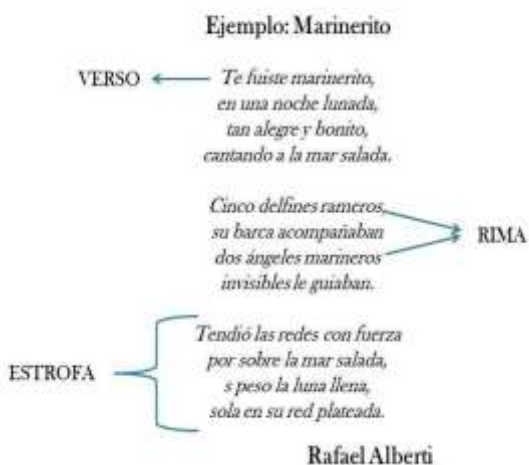 Ejemplo: Marinerito
VERSO
Te fuiste marinerito,
en una noche lunada,
tan alegre y bonito,
cantando a la mar salada.
Cinco delfines rameros,
su barca acompañaban
dos ángeles marineros
invisibles le guiaban.
RIMA
ESTROFA
Tendió las redes con fuerza
por sobre la mar salada,
s peso la luna llena,
sola en su red plateada.
Rafael Alberti